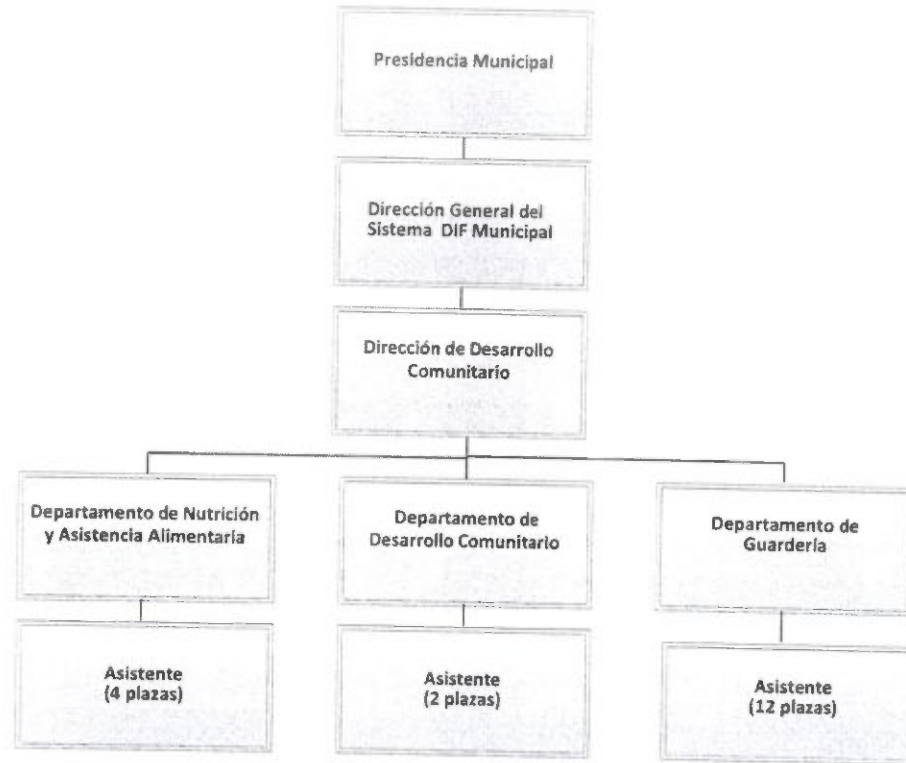 Presidencia Municipal
Dirección General del
Sistema DIF Municipal
Dirección de Desarrollo
Comunitario
Departamento de Nutrición
y Asistencia Alimentaria
Departamento de
Desarrollo Comunitario
Departamento de
Guardería
Asistente
(4 plazas)
Asistente
(2 plazas)
Asistente
(12 plazas)